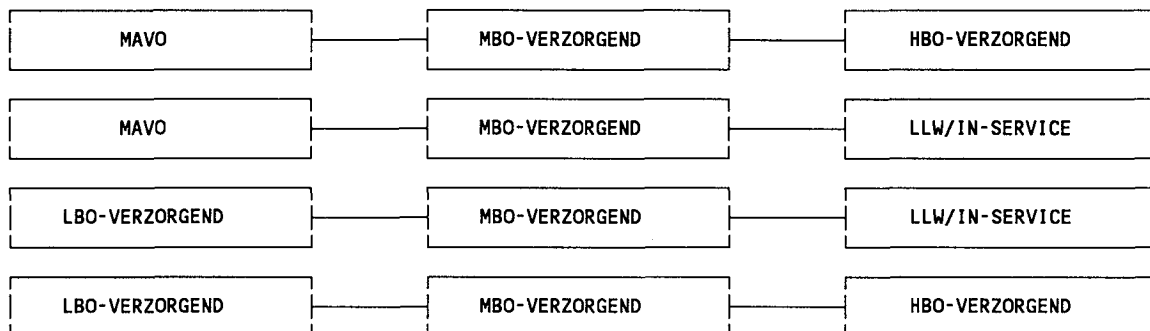 MAVO MBO-VERZORGEND HBO-VERZORGEND
MAVO MBO-VERZORGEND LLW/IN-SERVICE
LBO-VERZORGEND MBO-VERZORGEND LLW/IN-SERVICE
LBO-VERZORGEND MBO-VERZORGEND HBO-VERZORGEND